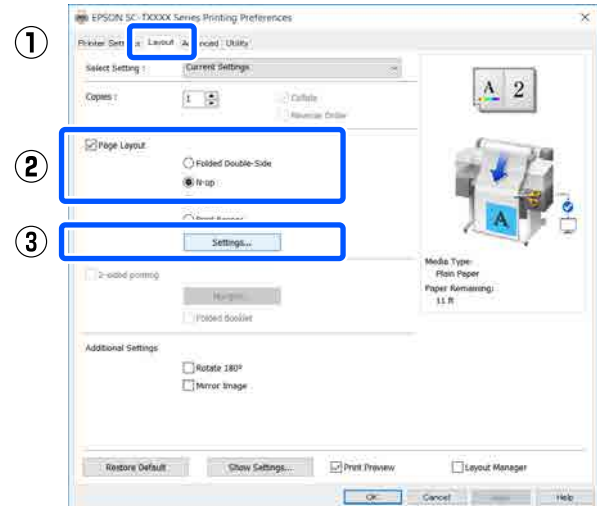 EPSON SC-TXXXX Series Printing Preferences
①
Layout
Utility
Select Setting :
Current Settings
Copies :
1
Collate
Reverse Order
A 2
②
Page Layout
Folded Double-Side
N-up
③
Settings...
A
Media Type:
Plain Paper
Paper Remaining:
11 ft
2-sided printing
Folded Booklet
Additional Settings
Rotate 180°
Mirror Image
Restore Default
Show Settings...
Print Preview
Layout Manager
OK
Cancel
Help